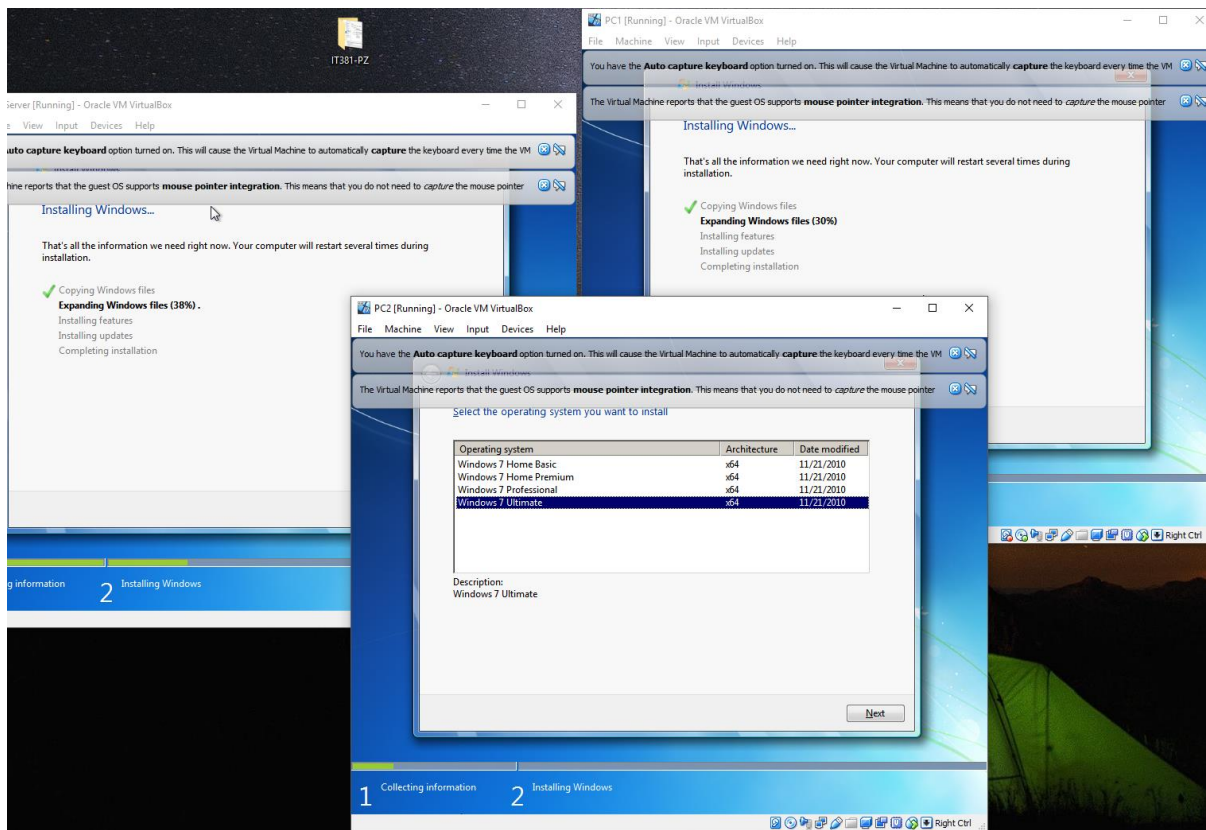 IT381-PZ
PC1 [Running] - Oracle VM VirtualBox
File Machine View Input Devices Help
You have the Auto capture keyboard option turned on. This will cause the Virtual Machine to automatically capture the keyboard every time the VM
Install Windows
The Virtual Machine reports that the guest OS supports mouse pointer integration. This means that you do not need to capture the mouse pointer
Installing Windows...
That's all the information we need right now. Your computer will restart several times during
installation.
Copying Windows files
Expanding Windows files (30%)
Installing features
Installing updates
Completing installation
Right Ctrl
Server [Running] - Oracle VM VirtualBox
View Input Devices Help
Auto capture keyboard option turned on. This will cause the Virtual Machine to automatically capture the keyboard every time the VM
Install Windows
hine reports that the guest OS supports mouse pointer integration. This means that you do not need to capture the mouse pointer
Installing Windows...
That's all the information we need right now. Your computer will restart several times during
installation.
Copying Windows files
Expanding Windows files (38%) .
Installing features
Installing updates
Completing installation
g information
2 Installing Windows
PC2 [Running] - Oracle VM VirtualBox
File Machine View Input Devices Help
You have the Auto capture keyboard option turned on. This will cause the Virtual Machine to automatically capture the keyboard every time the VM
Install Windows
The Virtual Machine reports that the guest OS supports mouse pointer integration. This means that you do not need to capture the mouse pointer
Select the operating system you want to install
Operating system Architecture Date modified
Windows 7 Home Basic x64 11/21/2010
Windows 7 Home Premium x64 11/21/2010
Windows 7 Professional x64 11/21/2010
Windows 7 Ultimate x64 11/21/2010
Description:
Windows 7 Ultimate
Next
1 Collecting information 2 Installing Windows
Right Ctrl